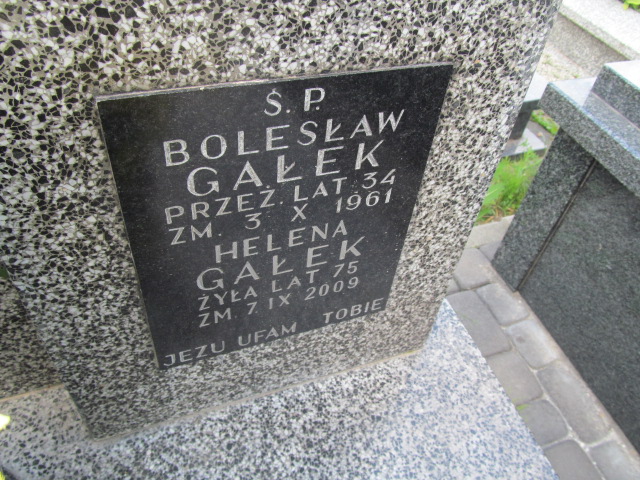 Ś.P.
BOLESŁAW
GAŁEK
PRZEŻ. LAT 34
ZM. 3 X 1961
HELENA
GAŁEK
ŻYŁA LAT 75
ZM. 7 IX 2009
JEZU UFAM TOBIE